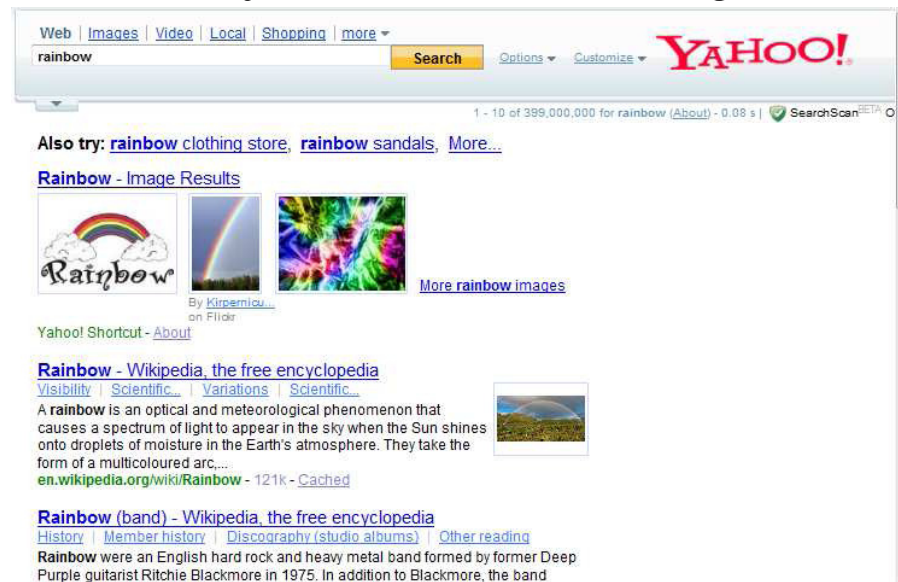 Web | Images | Video | Local | Shopping | more
rainbow
Search
Options
Customize
YAHOO!
1 - 10 of 399,000,000 for rainbow (About) - 0.08 s | SearchScan BETA O
Also try: rainbow clothing store, rainbow sandals, More...
Rainbow - Image Results
Rainbow
More rainbow images
By Kirpernicu...
on Flickr
Yahoo! Shortcut - About
Rainbow - Wikipedia, the free encyclopedia
Visibility | Scientific... | Variations | Scientific...
A rainbow is an optical and meteorological phenomenon that
causes a spectrum of light to appear in the sky when the Sun shines
onto droplets of moisture in the Earth's atmosphere. They take the
form of a multicoloured arc,...
en.wikipedia.org/wiki/Rainbow - 121k - Cached
Rainbow (band) - Wikipedia, the free encyclopedia
History | Member history | Discography (studio albums) | Other reading
Rainbow were an English hard rock and heavy metal band formed by former Deep
Purple guitarist Ritchie Blackmore in 1975. In addition to Blackmore, the band